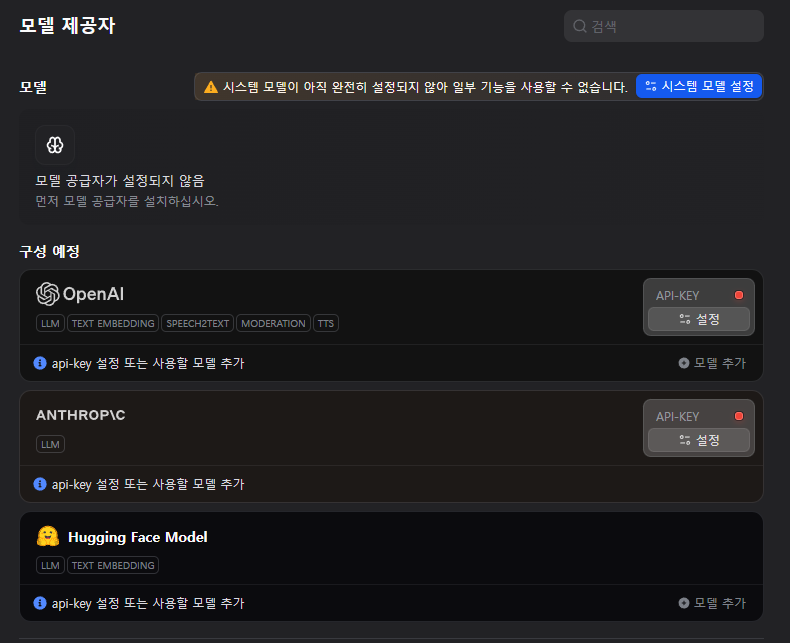 모델 제공자
검색
모델
시스템 모델이 아직 완전히 설정되지 않아 일부 기능을 사용할 수 없습니다.
시스템 모델 설정
모델 공급자가 설정되지 않음
먼저 모델 공급자를 설치하십시오.
구성 예정
OpenAI
API-KEY
LLM TEXT EMBEDDING SPEECH2TEXT MODERATION TTS
설정
api-key 설정 또는 사용할 모델 추가
모델 추가
ANTHROP\C
API-KEY
LLM
설정
api-key 설정 또는 사용할 모델 추가
Hugging Face Model
LLM TEXT EMBEDDING
api-key 설정 또는 사용할 모델 추가
모델 추가